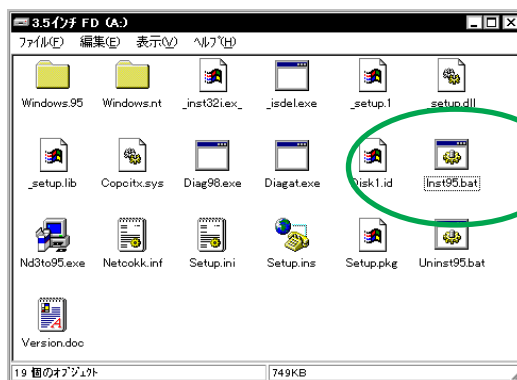 3.5インチ FD (A:)
ファイル(F) 編集(E) 表示(V) ヘルプ(H)
Windows.95 Windows.nt _inst32i.ex_ _isdel.exe _setup.1 _setup.dll
_setup.lib Copcitx.sys Diag98.exe Diagat.exe Disk1.id Inst95.bat
Nd3to95.exe Netcokk.inf Setup.ini Setup.ins Setup.pkg Uninst95.bat
Version.doc
19 個のオブジェクト 749KB